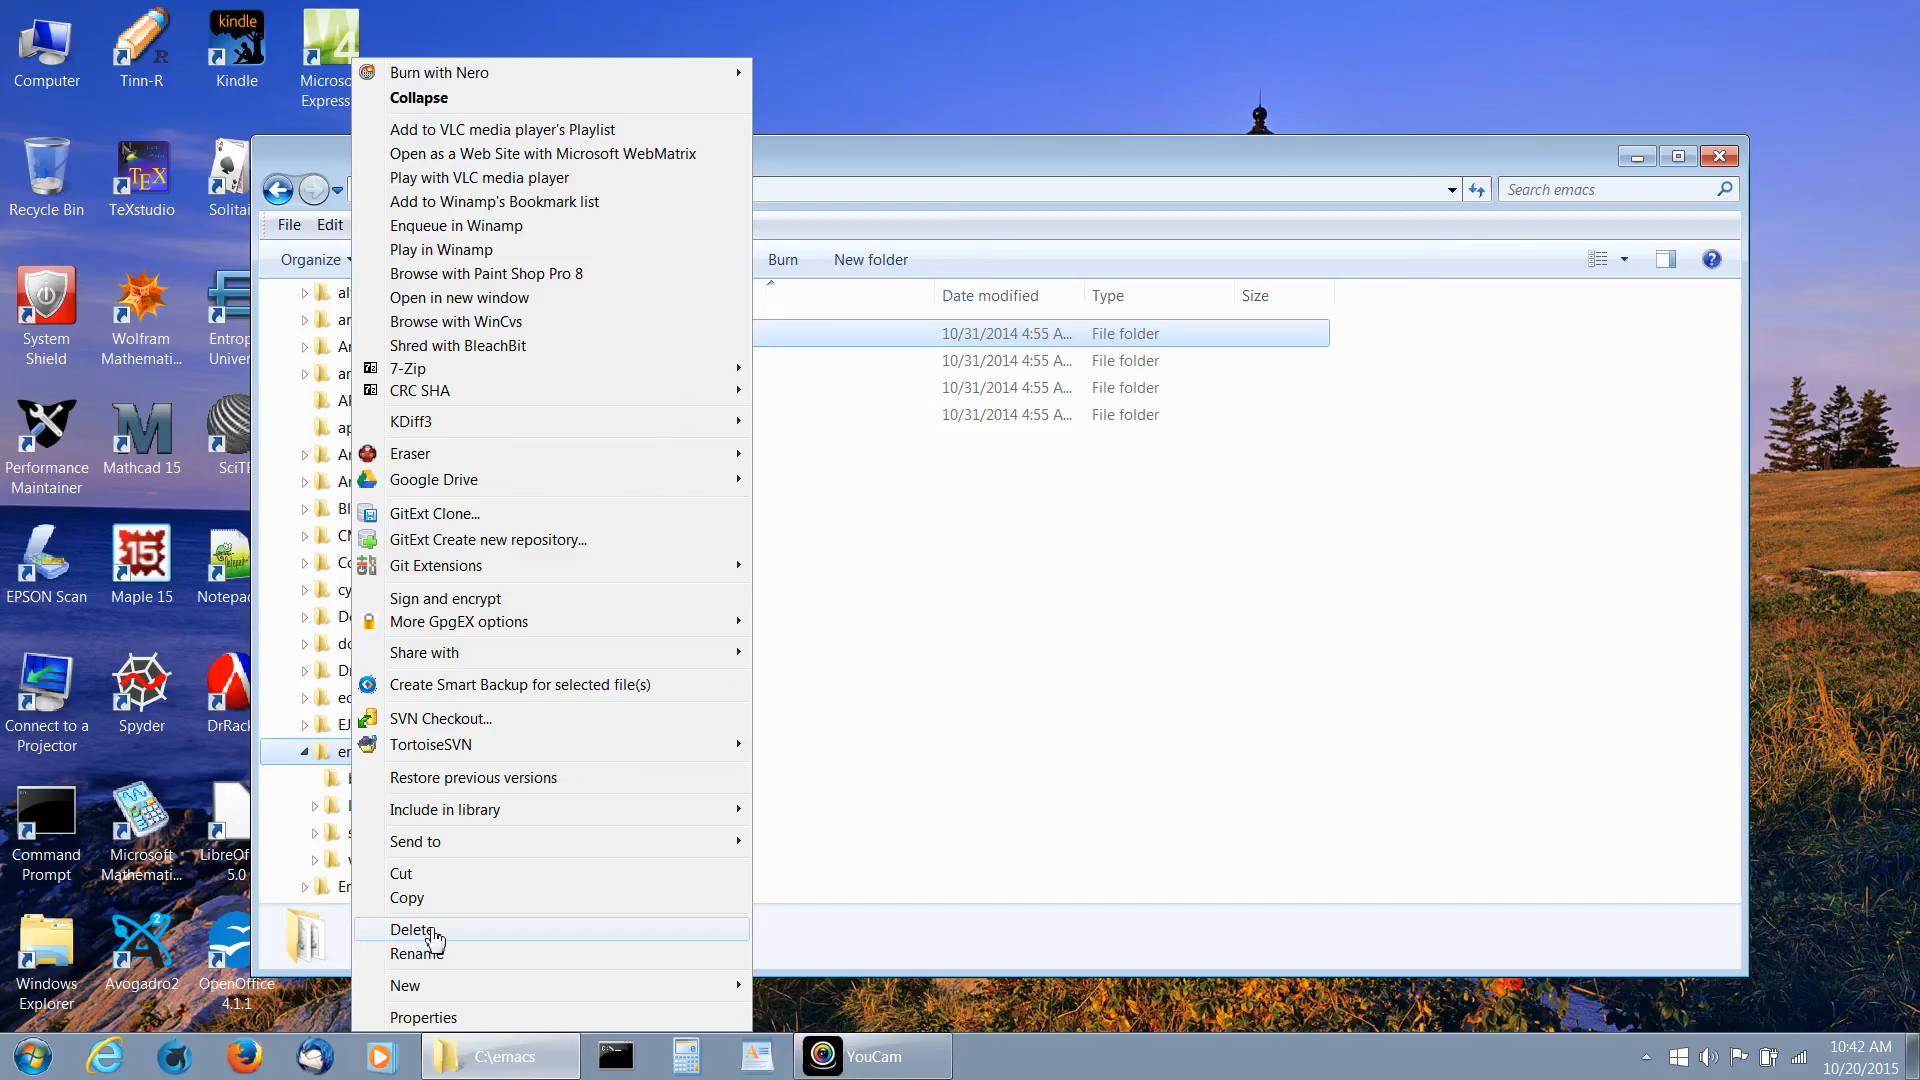 Computer
Tinn-R
Kindle
kindle
4
Microso
Express
Recycle Bin
TeXstudio
TEX
Solitai
System
Shield
Wolfram
Mathemati...
Entrop
Univer
Performance
Maintainer
Mathcad 15
SciTE
EPSON Scan
15
Maple 15
Notepad
Connect to a
Projector
Spyder
DrRack
Command
Prompt
Microsoft
Mathemati...
LibreOf
5.0
Windows
Explorer
Avogadro2
OpenOffice
4.1.1
Burn with Nero
Collapse
Add to VLC media player's Playlist
Open as a Web Site with Microsoft WebMatrix
Play with VLC media player
Add to Winamp's Bookmark list
Enqueue in Winamp
Play in Winamp
Browse with Paint Shop Pro 8
Open in new window
Browse with WinCvs
Shred with BleachBit
7-Zip
CRC SHA
KDiff3
Eraser
Google Drive
GitExt Clone...
GitExt Create new repository...
Git Extensions
Sign and encrypt
More GpgEX options
Share with
Create Smart Backup for selected file(s)
SVN Checkout...
TortoiseSVN
Restore previous versions
Include in library
Send to
Cut
Copy
Delete
Rename
New
Properties
Search emacs
File Edit
Organize
Burn New folder
Date modified Type Size
10/31/2014 4:55 A... File folder
10/31/2014 4:55 A... File folder
10/31/2014 4:55 A... File folder
10/31/2014 4:55 A... File folder
C:\emacs
YouCam
10:42 AM
10/20/2015